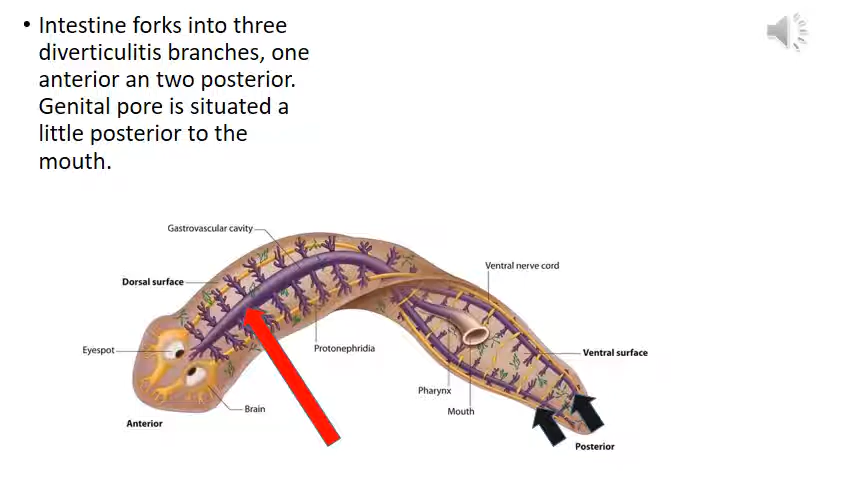 • Intestine forks into three
diverticulitis branches, one
anterior an two posterior.
Genital pore is situated a
little posterior to the
mouth.
Gastrovascular cavity
Ventral nerve cord
Dorsal surface
Eyespot
Protonephridia
Ventral surface
Pharynx
Brain
Mouth
Anterior
Posterior